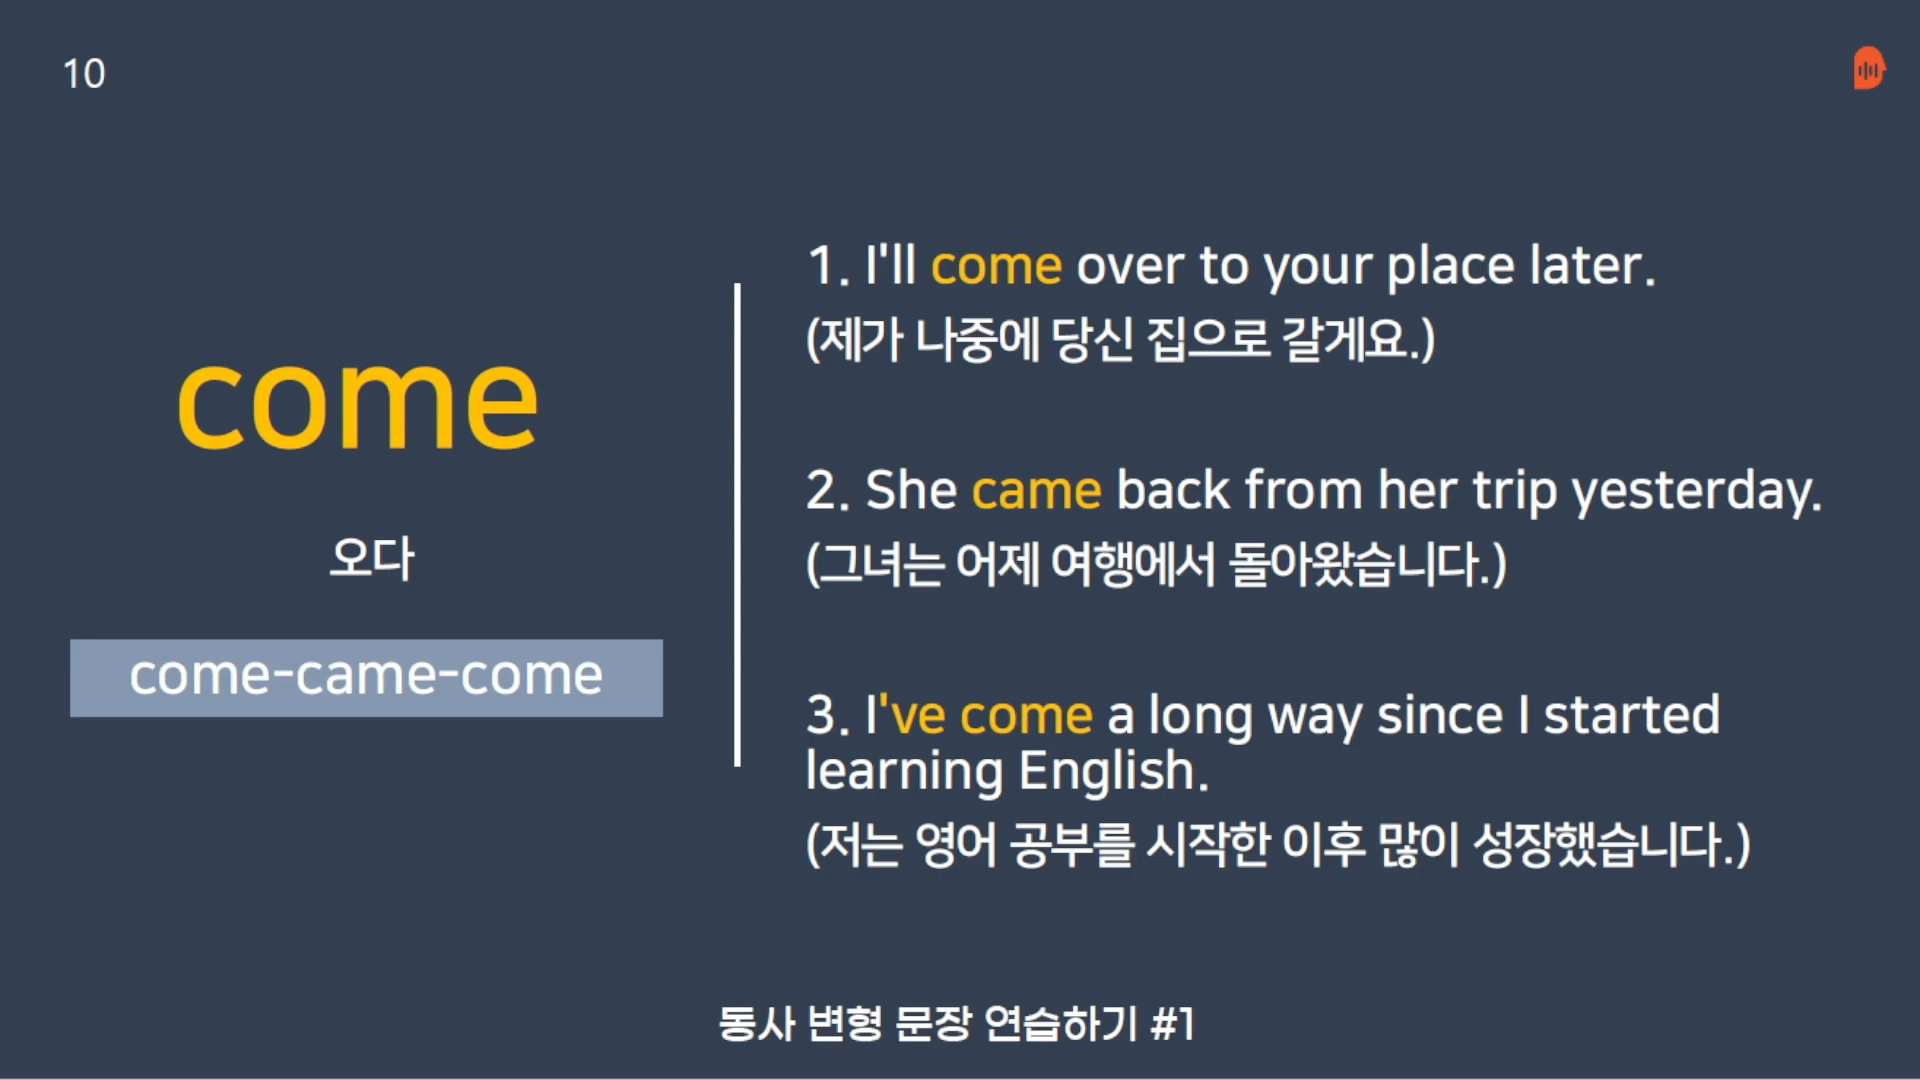 10
come
오다
come-came-come
1. I'll come over to your place later.
(제가 나중에 당신 집으로 갈게요.)
2. She came back from her trip yesterday.
(그녀는 어제 여행에서 돌아왔습니다.)
3. I've come a long way since I started
learning English.
(저는 영어 공부를 시작한 이후 많이 성장했습니다.)
동사 변형 문장 연습하기 #1